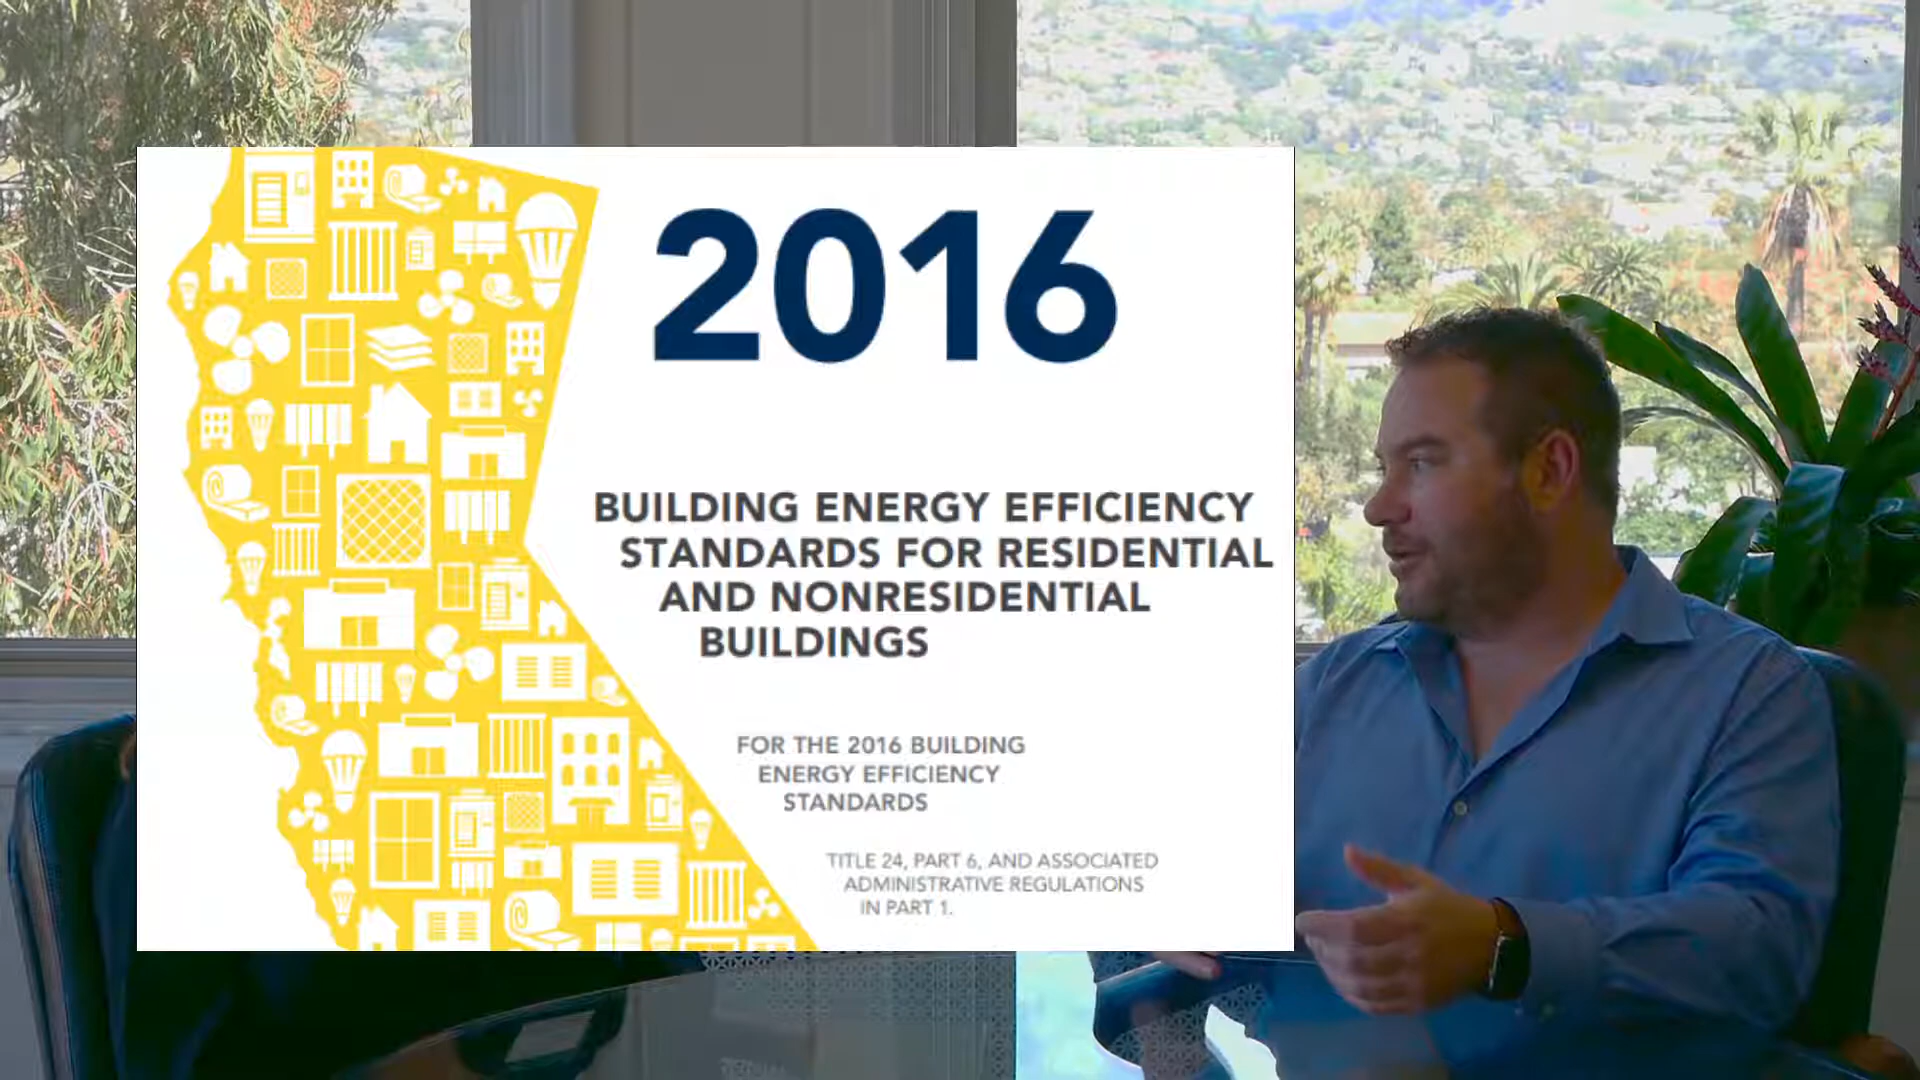 2016
BUILDING ENERGY EFFICIENCY
STANDARDS FOR RESIDENTIAL
AND NONRESIDENTIAL
BUILDINGS
FOR THE 2016 BUILDING
ENERGY EFFICIENCY
STANDARDS
TITLE 24, PART 6, AND ASSOCIATED
ADMINISTRATIVE REGULATIONS
IN PART 1.